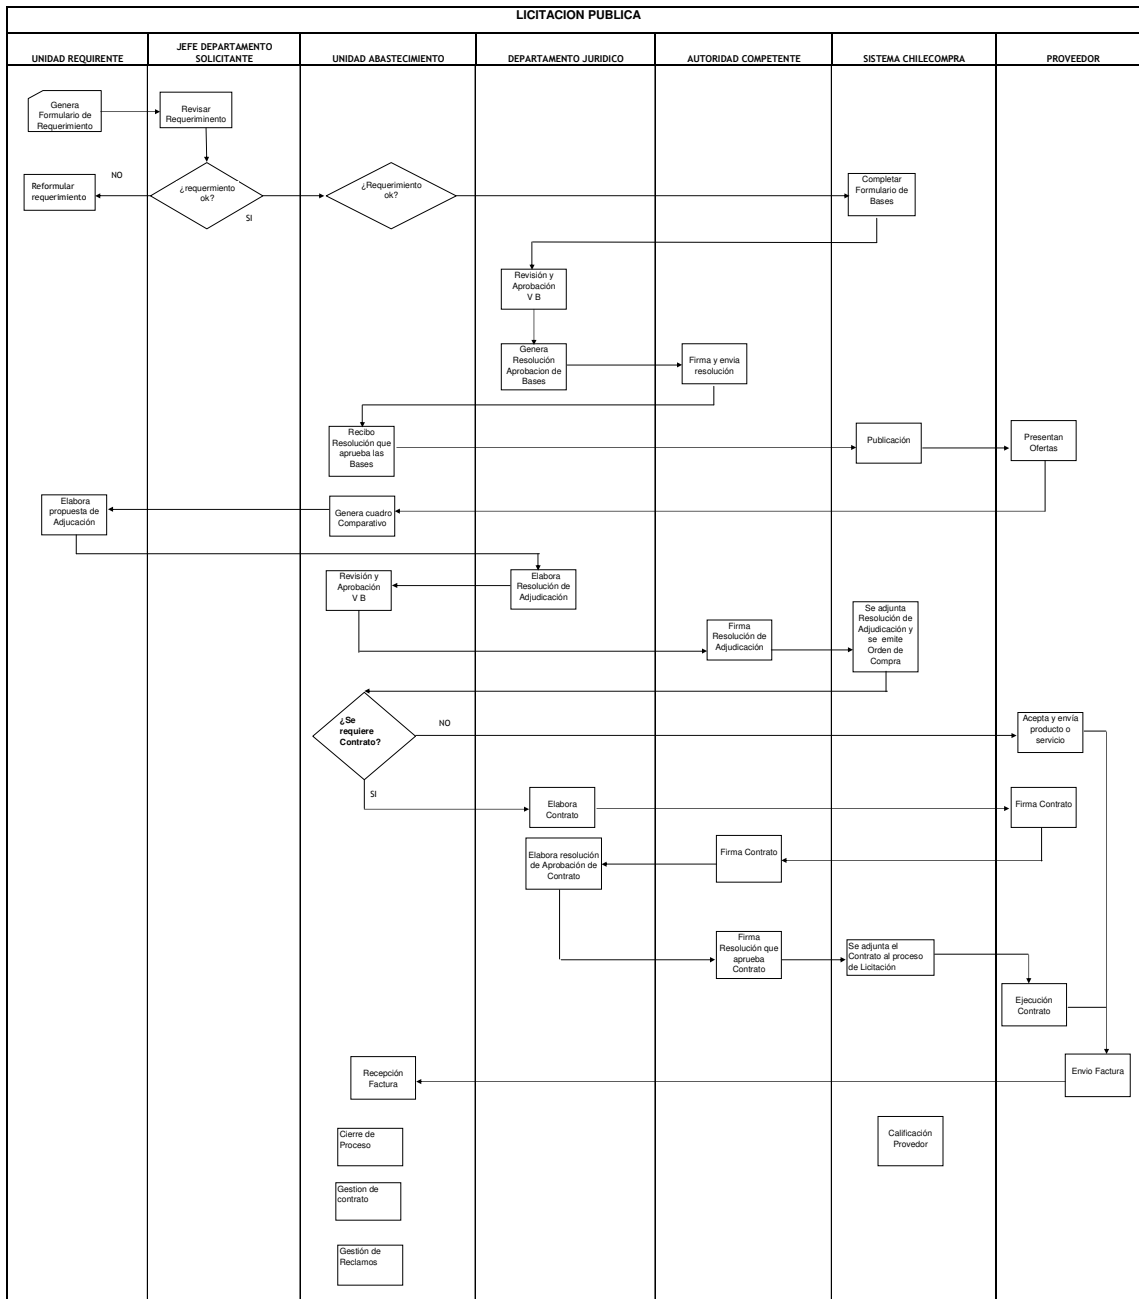 LICITACION PUBLICA
UNIDAD REQUIRENTE
JEFE DEPARTAMENTO
SOLICITANTE
UNIDAD ABASTECIMIENTO
DEPARTAMENTO JURIDICO
AUTORIDAD COMPETENTE
SISTEMA CHILECOMPRA
PROVEEDOR
Genera
Formulario de
Requerimiento
Revisar
Requeriminento
Reformular
requerimiento
NO
¿requermiento
ok?
SI
¿Requerimiento
ok?
Completar
Formulario de
Bases
Revisión y
Aprobación
V B
Genera
Resolución
Aprobacion de
Bases
Firma y envia
resolución
Recibo
Resolución que
aprueba las
Bases
Publicación
Presentan
Ofertas
Elabora
propuesta de
Adjucación
Genera cuadro
Comparativo
Revisión y
Aprobación
V B
Elabora
Resolución de
Adjudicación
Firma
Resolución de
Adjudicación
Se adjunta
Resolución de
Adjudicación y
se emite
Orden de
Compra
¿Se
requiere
Contrato?
NO
Acepta y envía
producto o
servicio
SI
Elabora
Contrato
Firma Contrato
Elabora resolución
de Aprobación de
Contrato
Firma Contrato
Firma
Resolución que
aprueba
Contrato
Se adjunta el
Contrato al proceso
de Licitación
Ejecución
Contrato
Recepción
Factura
Envio Factura
Cierre de
Proceso
Calificación
Provedor
Gestion de
contrato
Gestión de
Reclamos